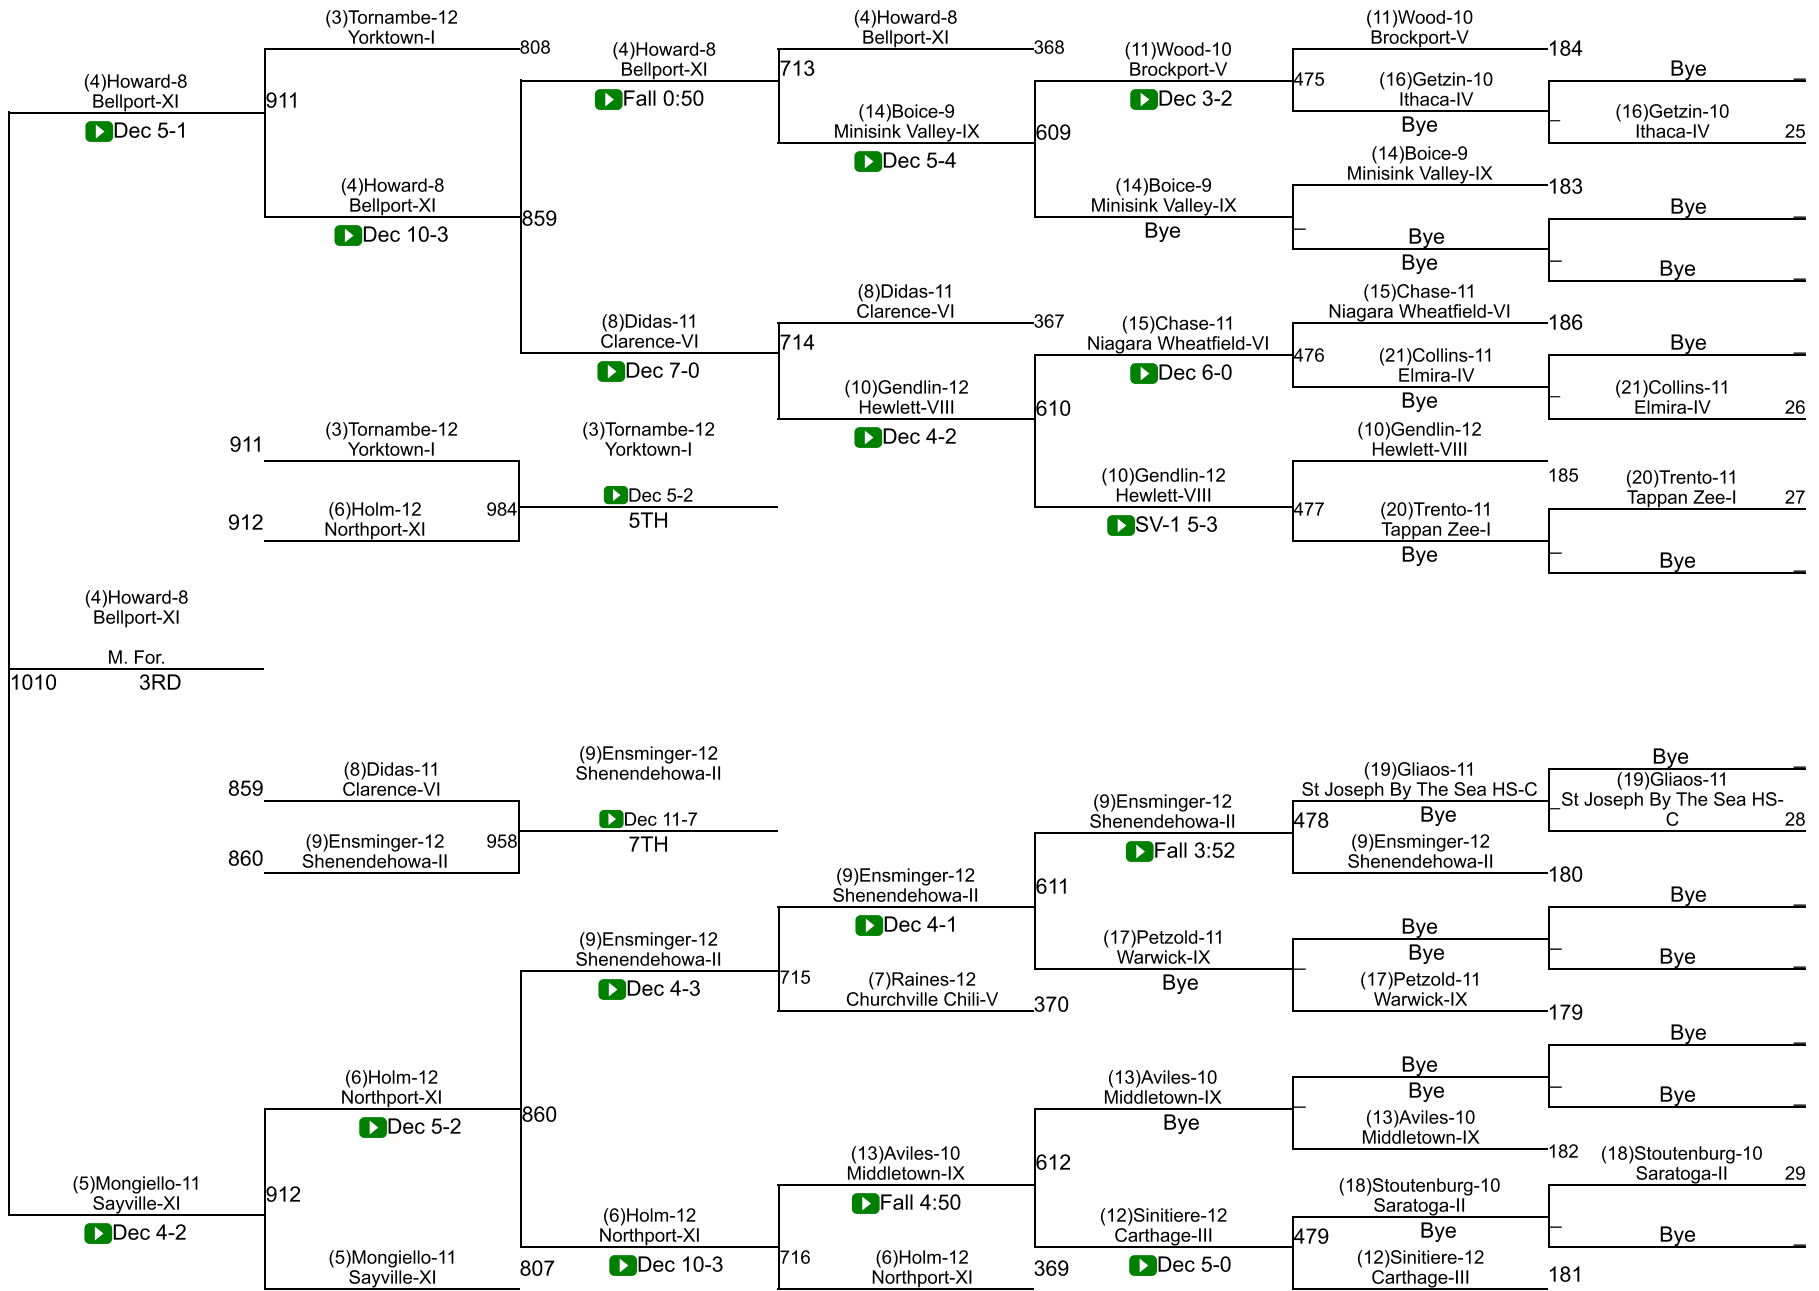 (3)Tornambe-12
Yorktown-I
808
(4)Howard-8
Bellport-XI
911
Dec 5-1
(4)Howard-8
Bellport-XI
Dec 10-3
859
(4)Howard-8
Bellport-XI
Fall 0:50
713
(4)Howard-8
Bellport-XI
368
(14)Boice-9
Minisink Valley-IX
Dec 5-4
609
(11)Wood-10
Brockport-V
Dec 3-2
475
(11)Wood-10
Brockport-V
184
(16)Getzin-10
Ithaca-IV
Bye
Bye
(16)Getzin-10
Ithaca-IV
25
(14)Boice-9
Minisink Valley-IX
Bye
(14)Boice-9
Minisink Valley-IX
183
Bye
Bye
Bye
Bye
(8)Didas-11
Clarence-VI
Dec 7-0
714
(8)Didas-11
Clarence-VI
367
(10)Gendlin-12
Hewlett-VIII
Dec 4-2
610
(15)Chase-11
Niagara Wheatfield-VI
Dec 6-0
476
(15)Chase-11
Niagara Wheatfield-VI
186
(21)Collins-11
Elmira-IV
Bye
Bye
(21)Collins-11
Elmira-IV
26
(10)Gendlin-12
Hewlett-VIII
SV-1 5-3
477
(10)Gendlin-12
Hewlett-VIII
185
(20)Trento-11
Tappan Zee-I
Bye
(20)Trento-11
Tappan Zee-I
27
Bye
911
(3)Tornambe-12
Yorktown-I
912
(6)Holm-12
Northport-XI
984
(3)Tornambe-12
Yorktown-I
Dec 5-2
5TH
(4)Howard-8
Bellport-XI
M. For.
1010
3RD
859
(8)Didas-11
Clarence-VI
860
(9)Ensminger-12
Shenendehowa-II
958
(9)Ensminger-12
Shenendehowa-II
Dec 11-7
7TH
(9)Ensminger-12
Shenendehowa-II
Fall 3:52
478
(19)Gliaos-11
St Joseph By The Sea HS-C
Bye
(9)Ensminger-12
Shenendehowa-II
180
Bye
(19)Gliaos-11
St Joseph By The Sea HS-
C
28
(9)Ensminger-12
Shenendehowa-II
Dec 4-1
611
(17)Petzold-11
Warwick-IX
Bye
Bye
Bye
(17)Petzold-11
Warwick-IX
179
Bye
Bye
(9)Ensminger-12
Shenendehowa-II
Dec 4-3
715
(7)Raines-12
Churchville Chili-V
370
(6)Holm-12
Northport-XI
Dec 5-2
860
(13)Aviles-10
Middletown-IX
Bye
Bye
Bye
(13)Aviles-10
Middletown-IX
182
Bye
Bye
(13)Aviles-10
Middletown-IX
Fall 4:50
612
(12)Sinitiere-12
Carthage-III
Dec 5-0
479
(18)Stoutenburg-10
Saratoga-II
Bye
(12)Sinitiere-12
Carthage-III
181
(18)Stoutenburg-10
Saratoga-II
29
Bye
(5)Mongiello-11
Sayville-XI
Dec 4-2
912
(5)Mongiello-11
Sayville-XI
807
(6)Holm-12
Northport-XI
Dec 10-3
716
(6)Holm-12
Northport-XI
369